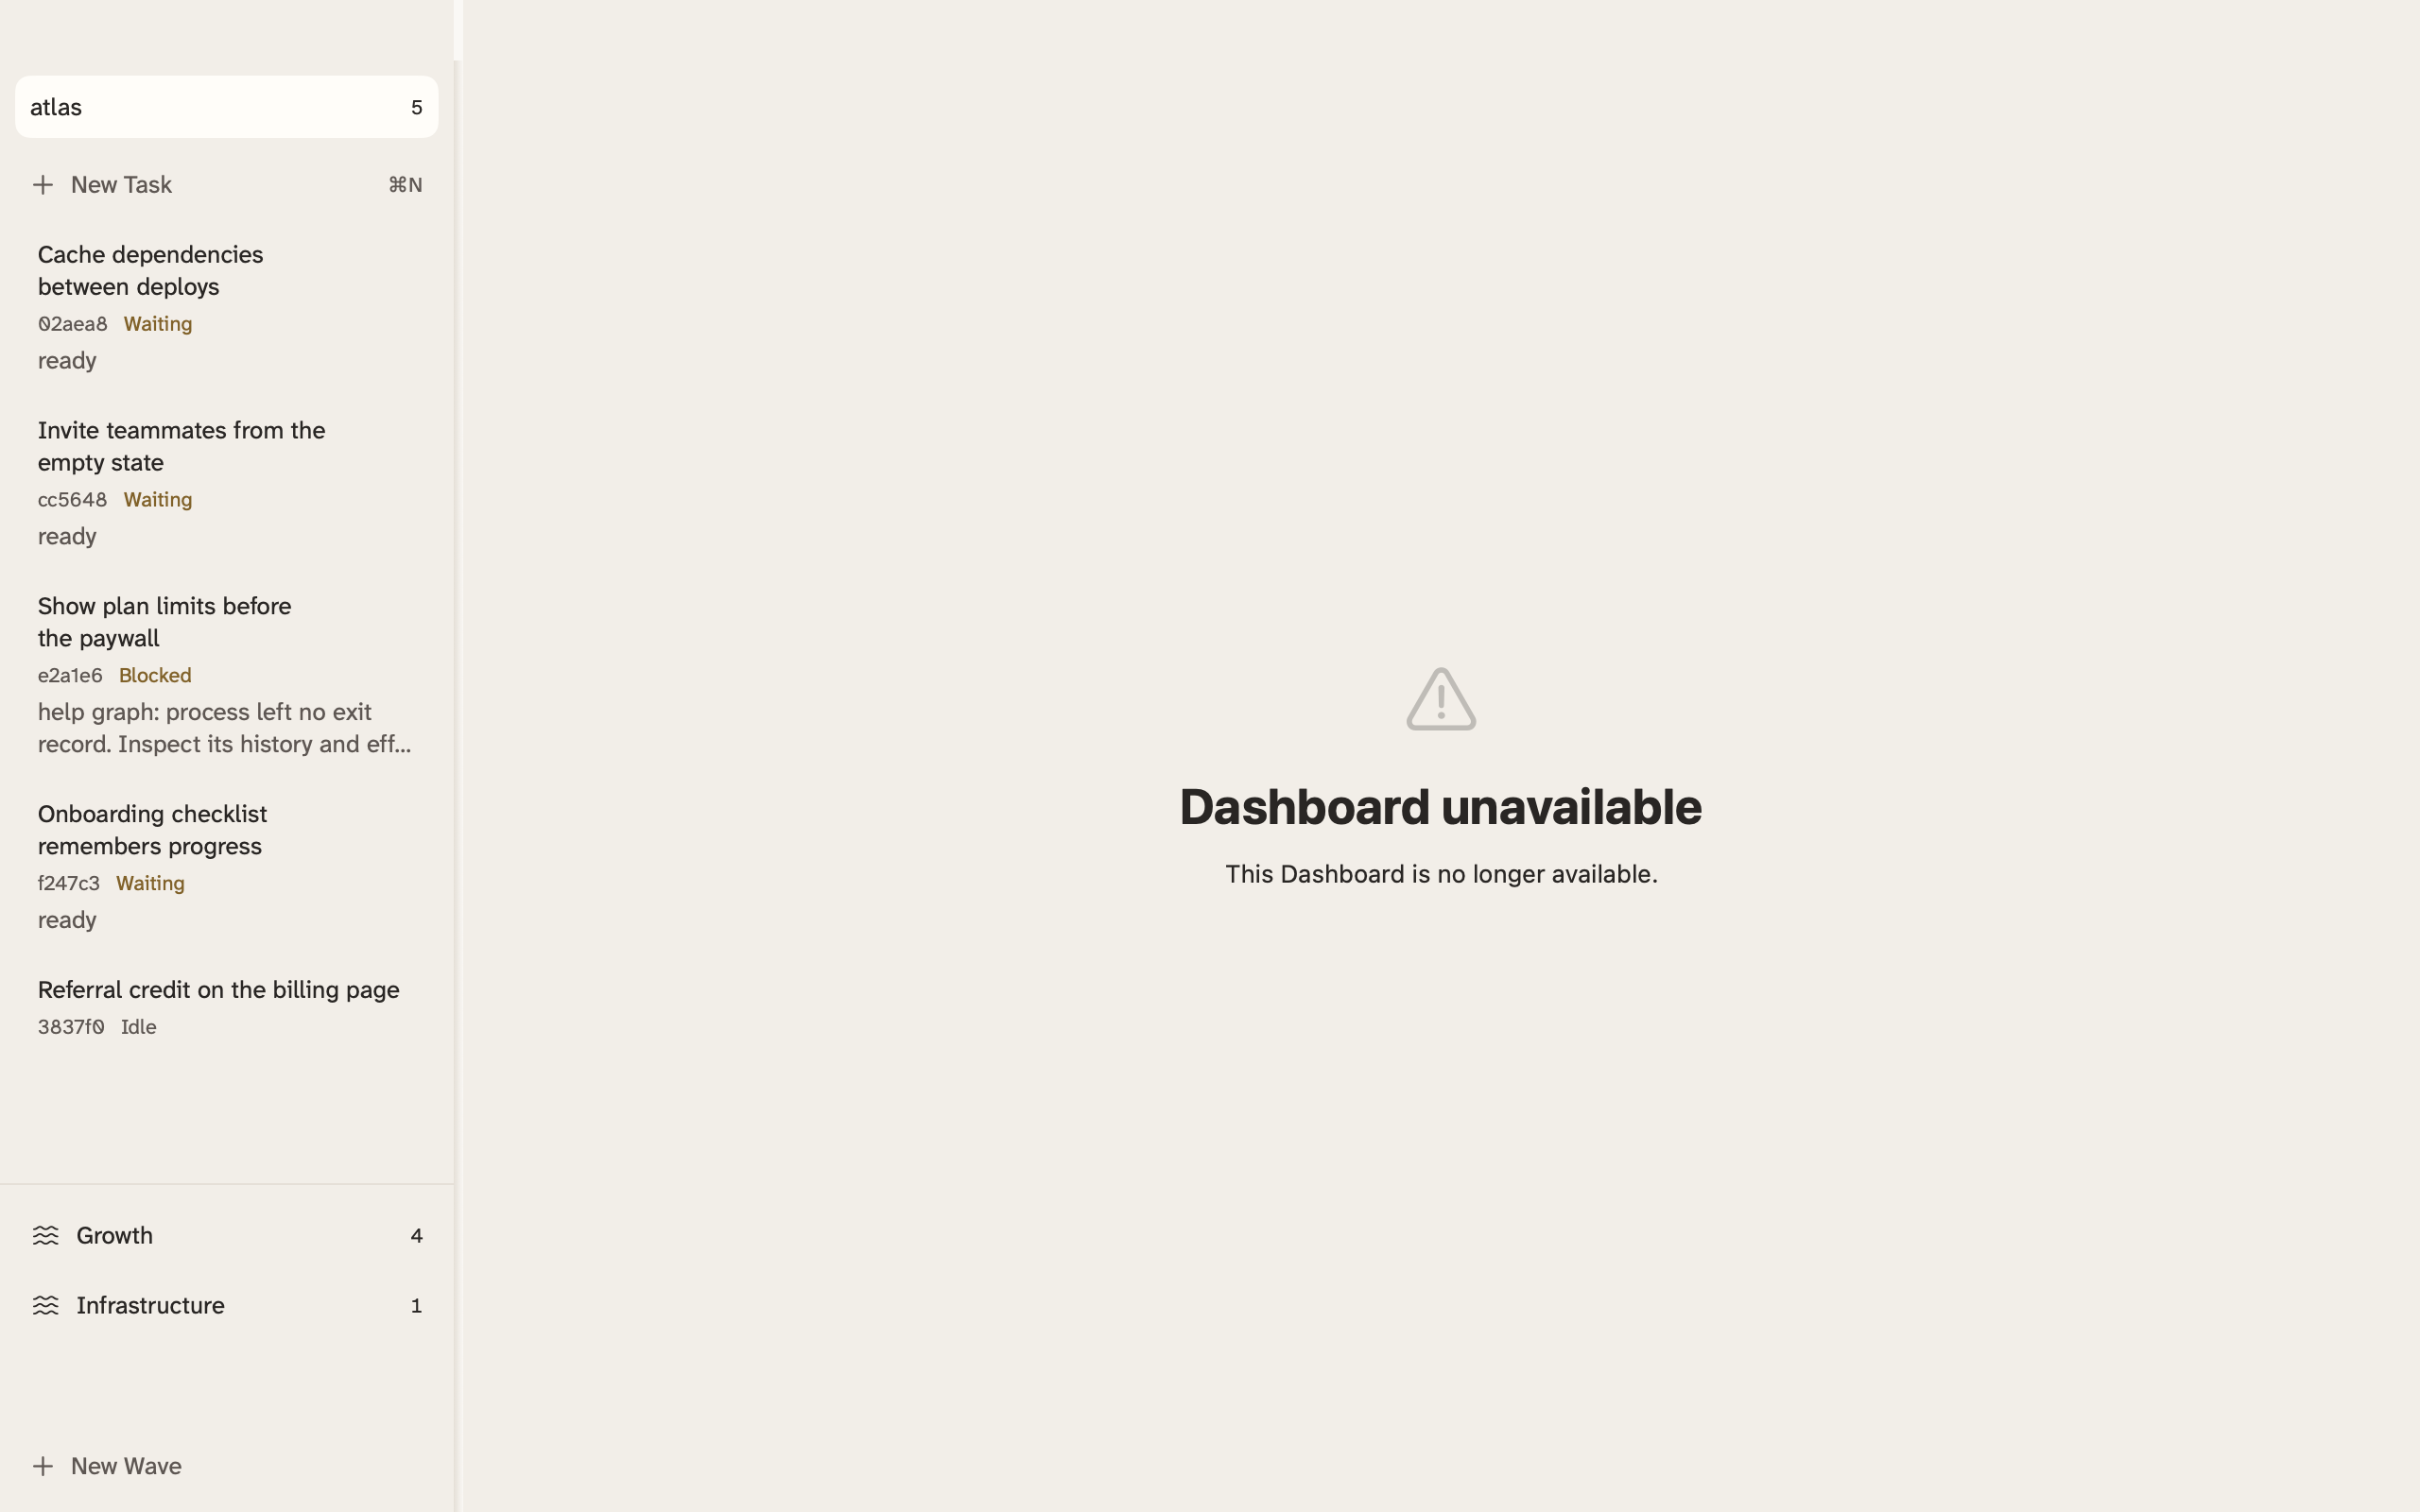 atlas 5
New Task ⌘N
Cache dependencies
between deploys
02aea8 Waiting
ready
Invite teammates from the
empty state
cc5648 Waiting
ready
Show plan limits before
the paywall
e2a1e6 Blocked
help graph: process left no exit
record. Inspect its history and eff...
Onboarding checklist
remembers progress
f247c3 Waiting
ready
Referral credit on the billing page
3837f0 Idle
Growth 4
Infrastructure 1
New Wave
Dashboard unavailable
This Dashboard is no longer available.